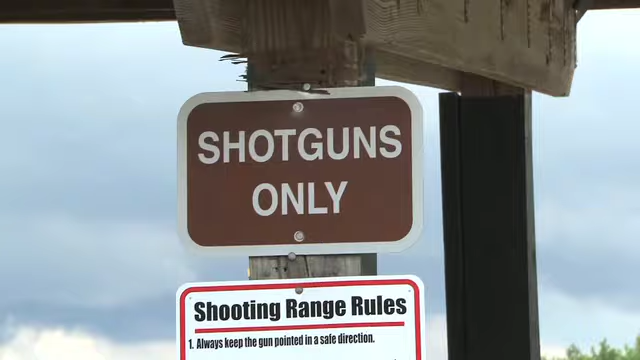 SHOTGUNS
ONLY
Shooting Range Rules
1. Always keep the gun pointed in a safe direction.